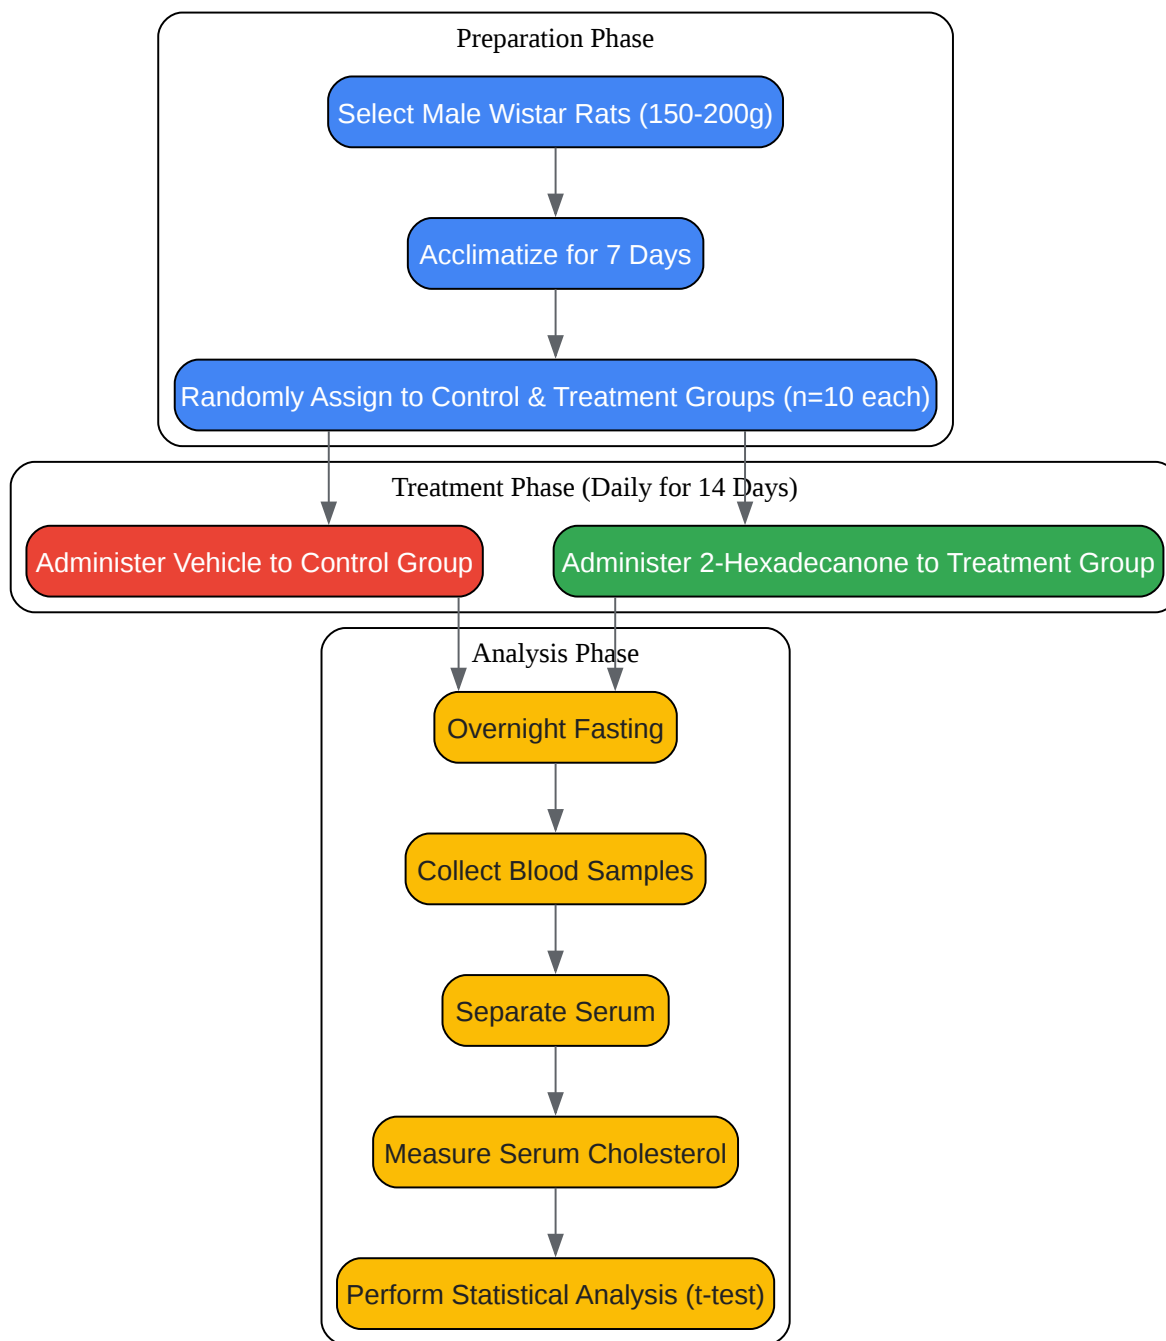 Preparation Phase
Select Male Wistar Rats (150-200g)
Acclimatize for 7 Days
Randomly Assign to Control & Treatment Groups (n=10 each)
Treatment Phase (Daily for 14 Days)
Administer Vehicle to Control Group
Administer 2-Hexadecanone to Treatment Group
Analysis Phase
Overnight Fasting
Collect Blood Samples
Separate Serum
Measure Serum Cholesterol
Perform Statistical Analysis (t-test)